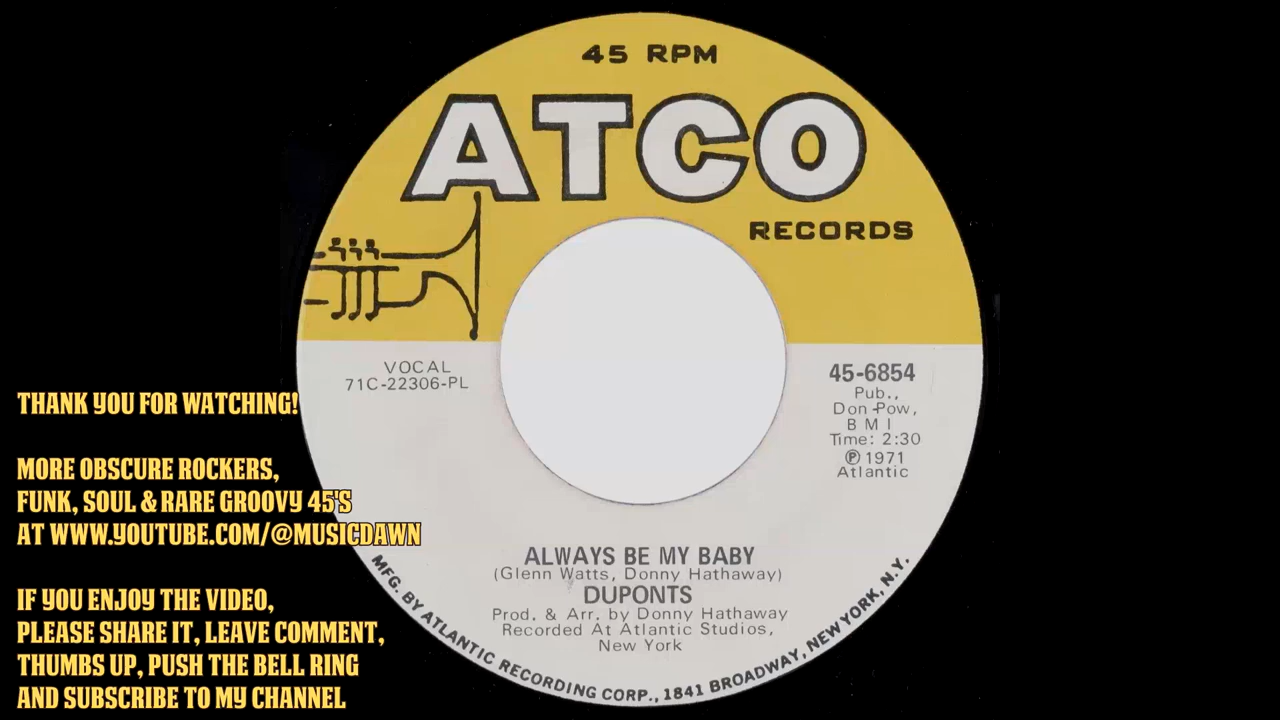 45 RPM
ATCO
RECORDS
VOCAL
71C-22306-PL
45-6854
Pub.,
Don-Pow,
BMI
Time: 2:30
℗ 1971
Atlantic
ALWAYS BE MY BABY
(Glenn Watts, Donny Hathaway)
DUPONTS
Prod. & Arr. by Donny Hathaway
Recorded At Atlantic Studios,
New York
MFG. BY ATLANTIC RECORDING CORP., 1841 BROADWAY, NEW YORK, N.Y.
THANK YOU FOR WATCHING!
MORE OBSCURE ROCKERS,
FUNK, SOUL & RARE GROOVY 45'S
AT WWW.YOUTUBE.COM/@MUSICDAWN
IF YOU ENJOY THE VIDEO,
PLEASE SHARE IT, LEAVE COMMENT,
THUMBS UP, PUSH THE BELL RING
AND SUBSCRIBE TO MY CHANNEL